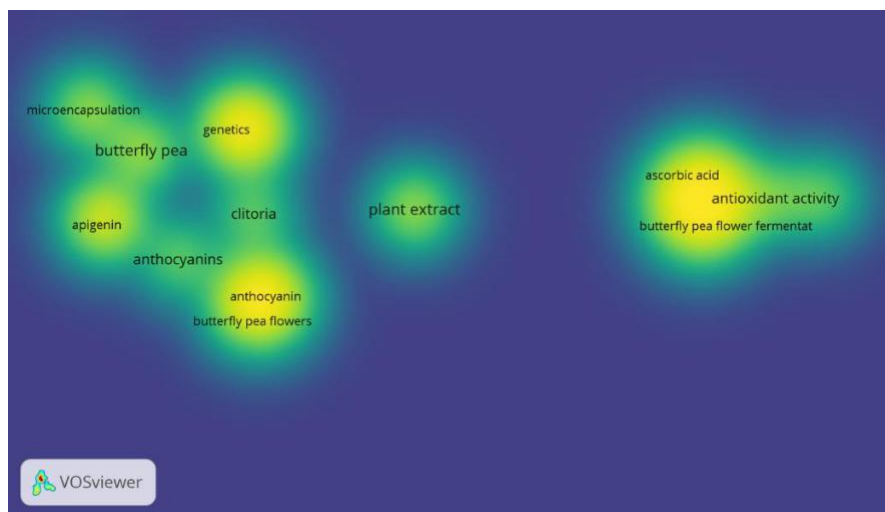 microencapsulation
genetics
butterfly pea
ascorbic acid
antioxidant activity
plant extract
clitoria
apigenin
butterfly pea flower fermentat
anthocyanins
anthocyanin
butterfly pea flowers
VOSviewer